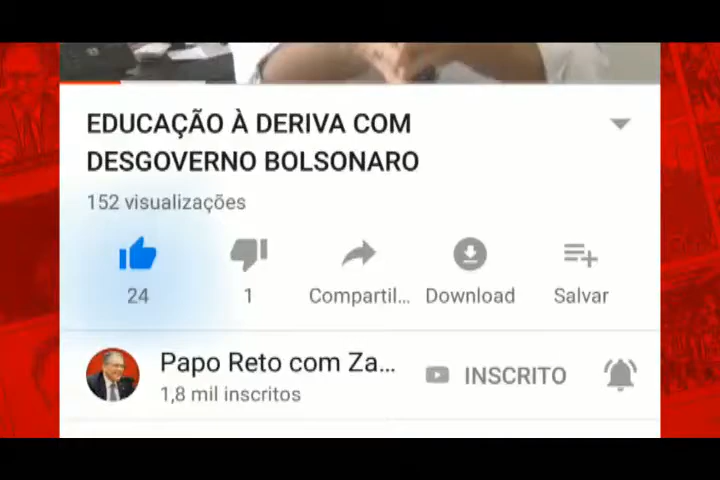 EDUCAÇÃO À DERIVA COM
DESGOVERNO BOLSONARO
152 visualizações
24
1
Compartil...
Download
Salvar
Papo Reto com Za...
INSCRITO
1,8 mil inscritos